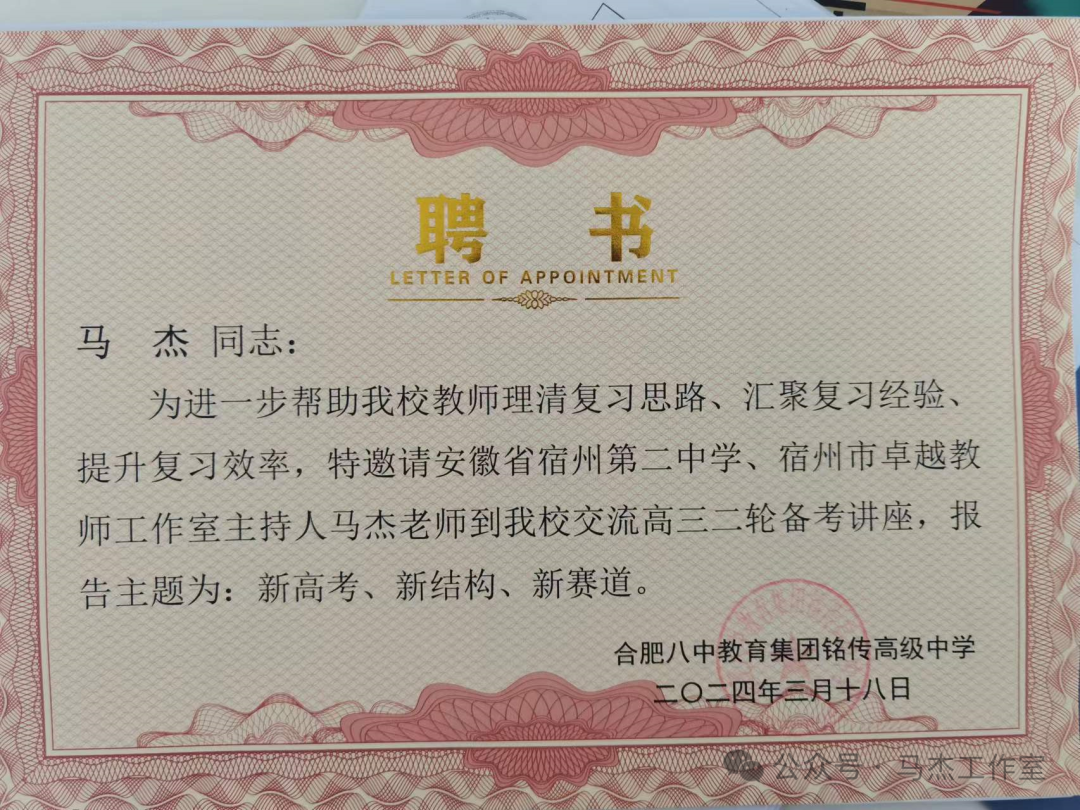 聘 书
LETTER OF APPOINTMENT
马 杰 同志：
为进一步帮助我校教师理清复习思路、汇聚复习经验、
提升复习效率，特邀请安徽省宿州第二中学、宿州市卓越教
师工作室主持人马杰老师到我校交流高三二轮备考讲座，报
告主题为：新高考、新结构、新赛道。
合肥八中教育集团铭传高级中学
二〇二四年三月十八日
公众号·马杰工作室